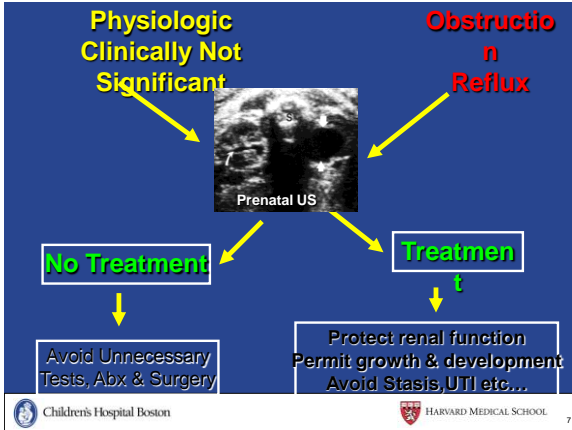 Physiologic
Clinically Not
Significant
Obstructio
n
Reflux
S
Prenatal US
No Treatment
Treatmen
t
Avoid Unnecessary
Tests, Abx & Surgery
Protect renal function
Permit growth & development
Avoid Stasis,UTI etc...
Children's Hospital Boston
HARVARD MEDICAL SCHOOL
7